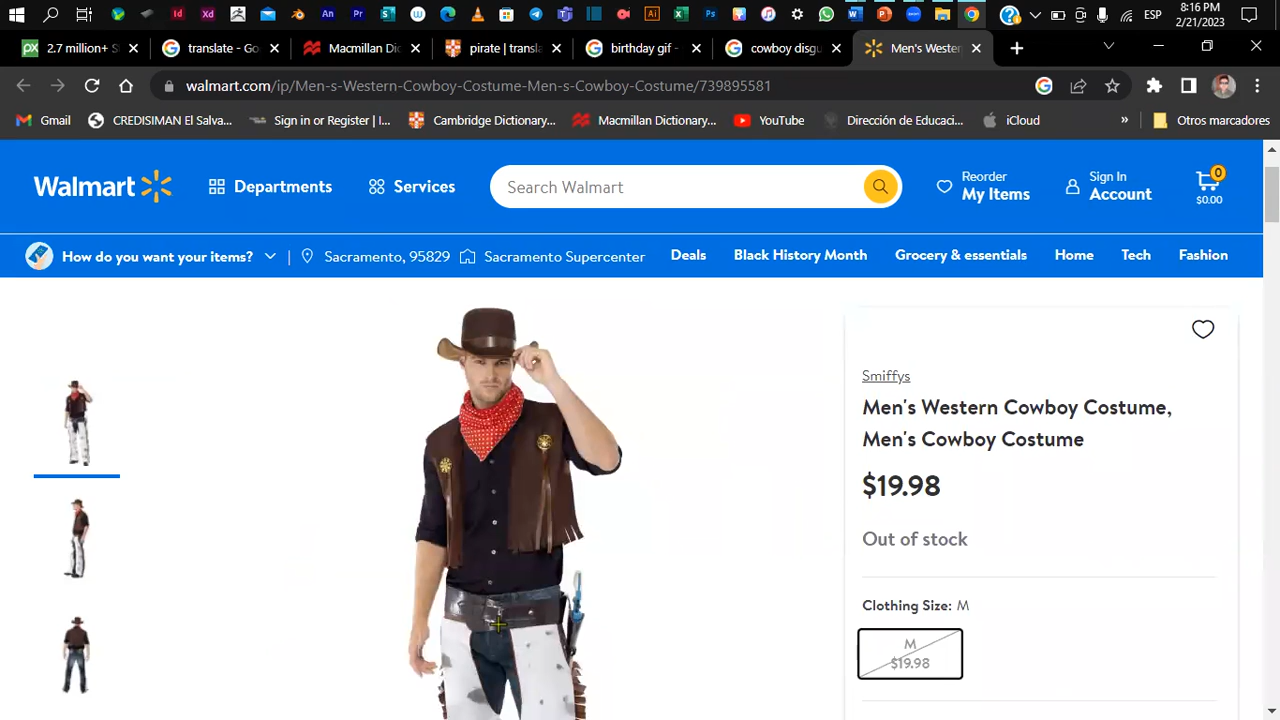 8:16 PM
ESP
2/21/2023
2.7 million+ S
translate - Go
Macmillan Dic
pirate | transla
birthday gif -
cowboy disgu
Men's Wester
walmart.com/ip/Men-s-Western-Cowboy-Costume-Men-s-Cowboy-Costume/739895581
Gmail
CREDISIMAN El Salva...
Sign in or Register | I...
Cambridge Dictionary...
Macmillan Dictionary...
YouTube
Dirección de Educaci...
iCloud
»
Otros marcadores
Walmart
Departments
Services
Search Walmart
Reorder
My Items
Sign In
Account
0
$0.00
How do you want your items?
Sacramento, 95829
Sacramento Supercenter
Deals
Black History Month
Grocery & essentials
Home
Tech
Fashion
Smiffys
Men's Western Cowboy Costume,
Men's Cowboy Costume
$19.98
Out of stock
Clothing Size: M
M
$19.98